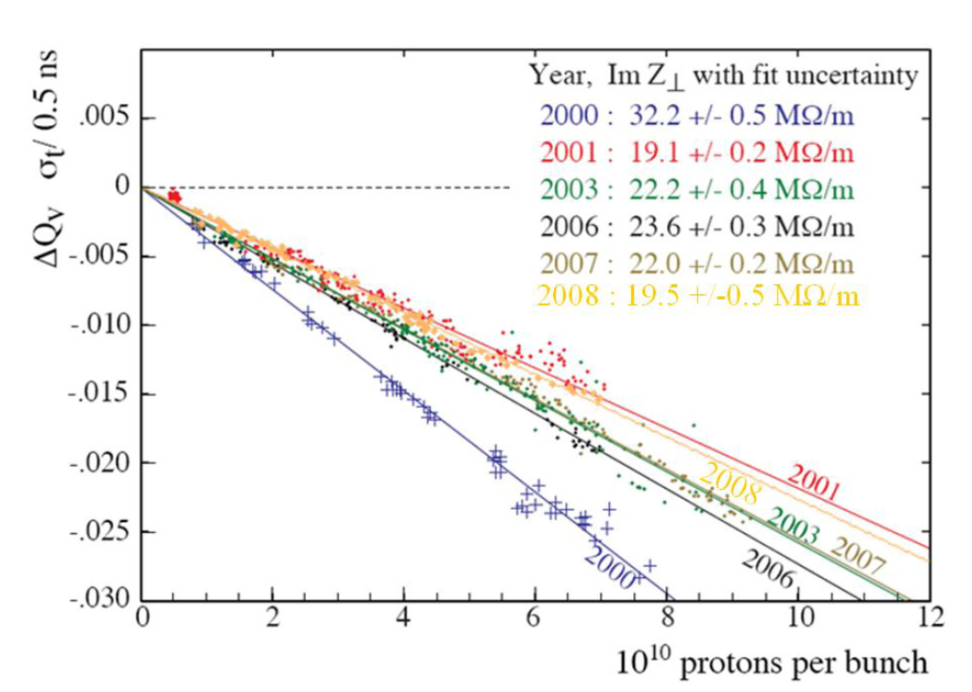 Year, Im Z⊥ with fit uncertainty
2000 : 32.2 +/- 0.5 MΩ/m
2001 : 19.1 +/- 0.2 MΩ/m
2003 : 22.2 +/- 0.4 MΩ/m
2006 : 23.6 +/- 0.3 MΩ/m
2007 : 22.0 +/- 0.2 MΩ/m
2008 : 19.5 +/-0.5 MΩ/m
ΔQv σt/ 0.5 ns
.005
0
-.005
-.010
-.015
-.020
-.025
-.030
2008
2001
2003
2007
2006
2000
0 2 4 6 8 10 12
10¹⁰ protons per bunch